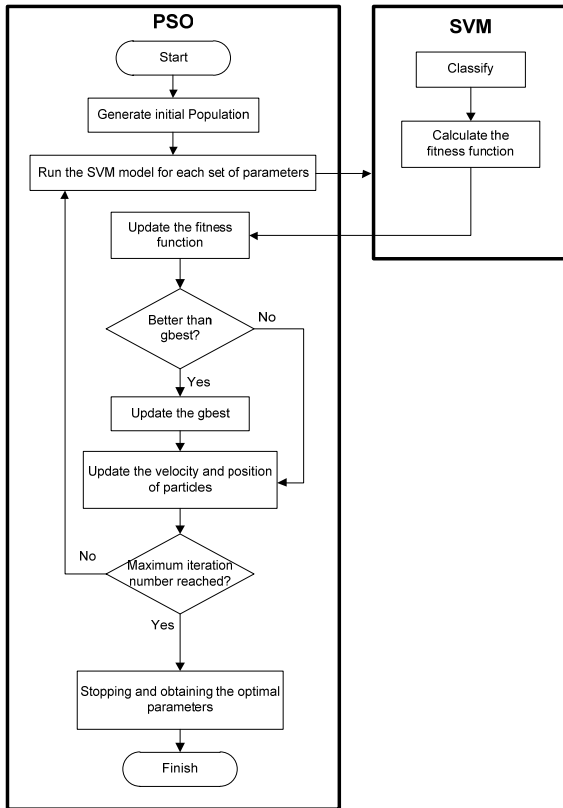 PSO
Start
Generate initial Population
Run the SVM model for each set of parameters
Update the fitness
function
Better than
gbest?
No
Yes
Update the gbest
Update the velocity and position
of particles
No
Maximum iteration
number reached?
Yes
Stopping and obtaining the optimal
parameters
Finish
SVM
Classify
Calculate the
fitness function